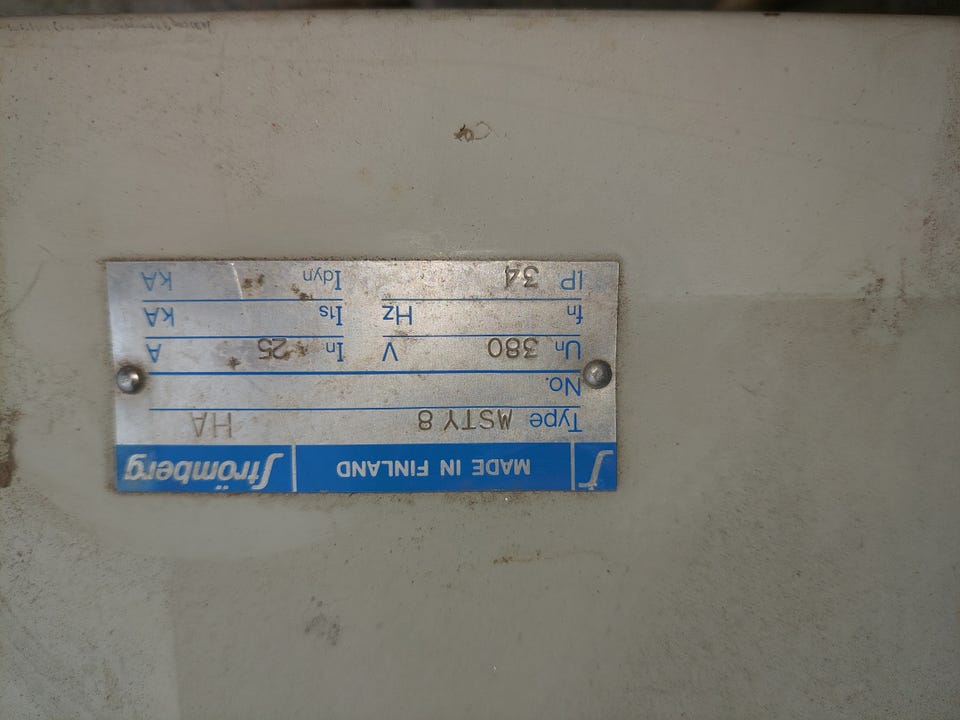 S MADE IN FINLAND Strömberg
Type MSTY 8 HA
No.
Un 380 V In 25 A
fn Hz I1s kA
IP 34 Idyn kA